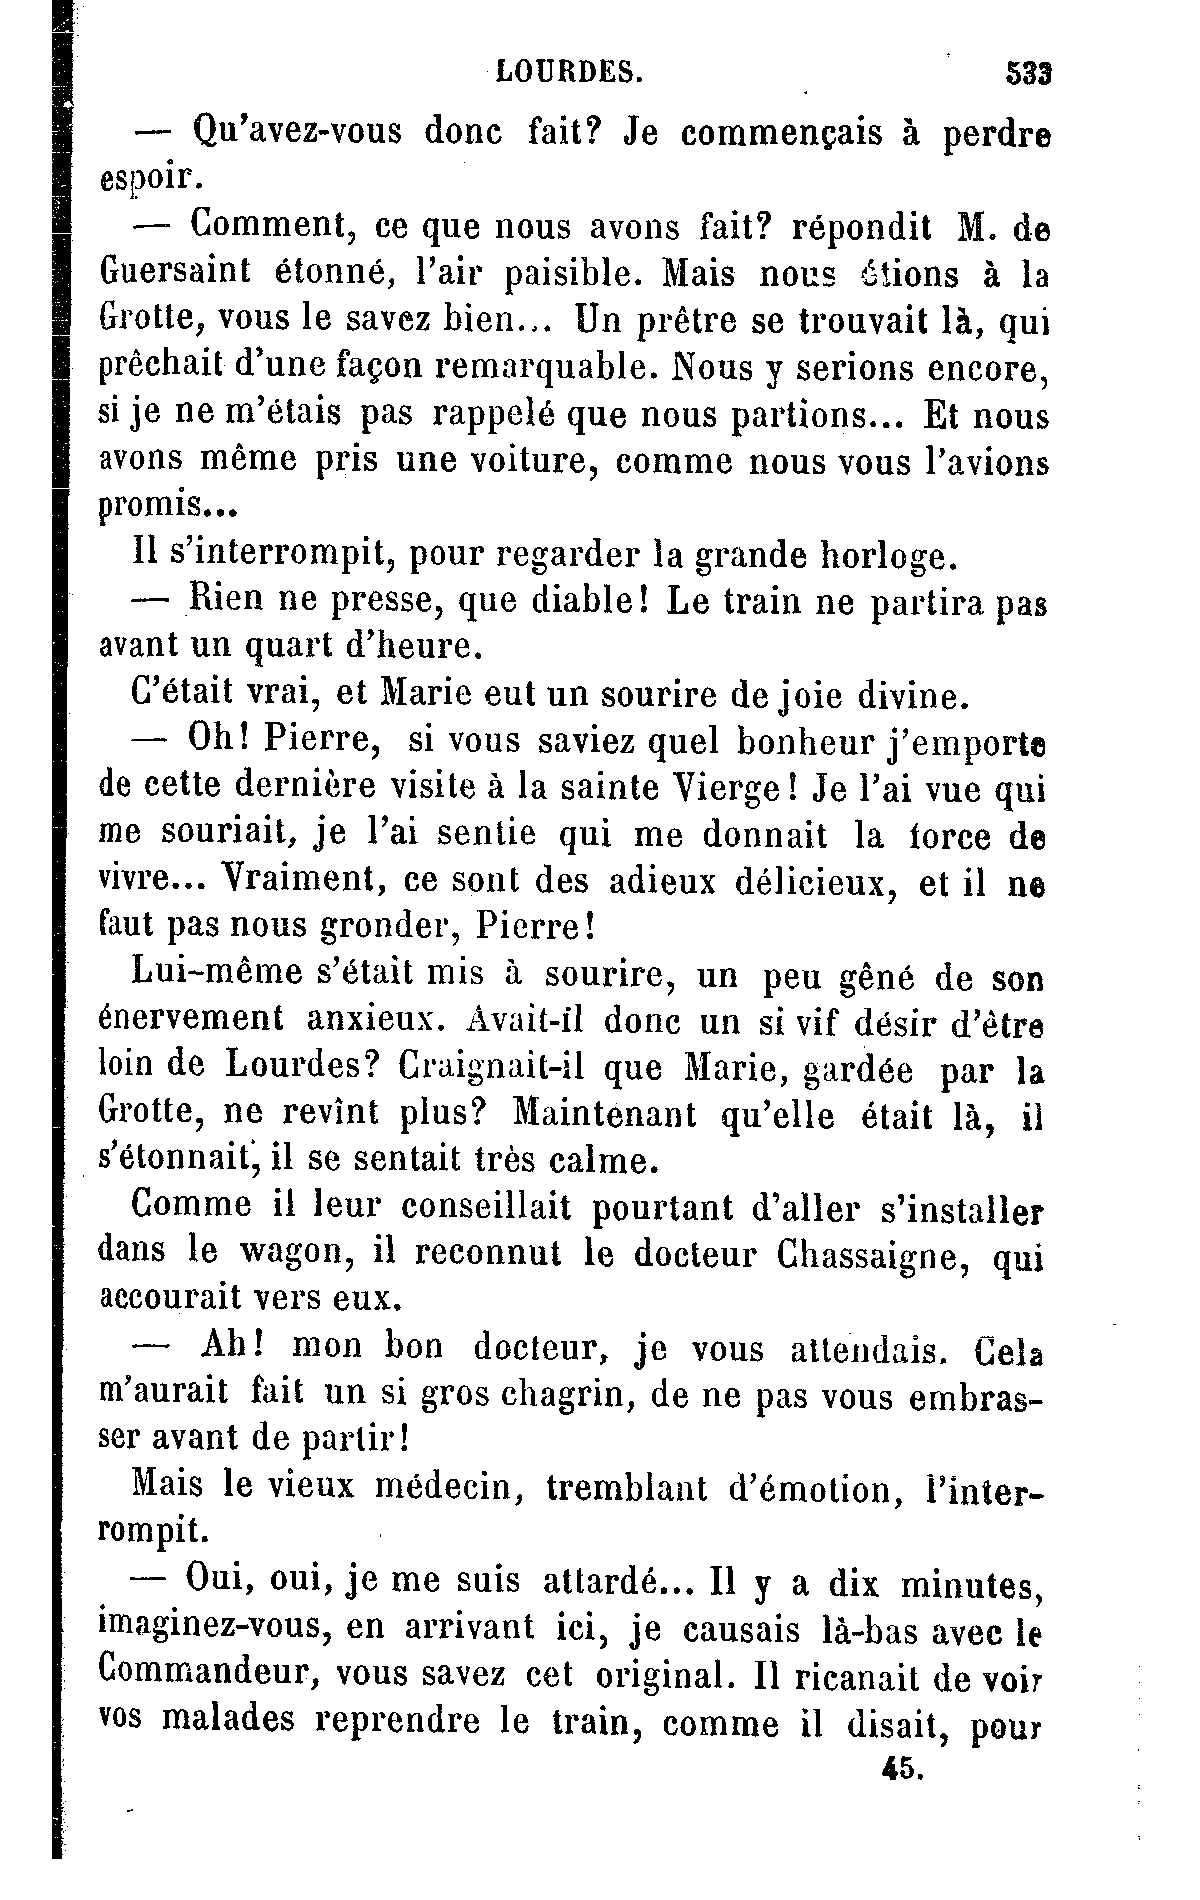 LOURDES. 533
— Qu'avez-vous donc fait? Je commençais à perdre
espoir.
— Comment, ce que nous avons fait? répondit M. de
Guersaint étonné, l'air paisible. Mais nous étions à la
Grotte, vous le savez bien... Un prêtre se trouvait là, qui
prêchait d'une façon remarquable. Nous y serions encore,
si je ne m'étais pas rappelé que nous partions... Et nous
avons même pris une voiture, comme nous vous l'avions
promis...
Il s'interrompit, pour regarder la grande horloge.
— Rien ne presse, que diable! Le train ne partira pas
avant un quart d'heure.
C'était vrai, et Marie eut un sourire de joie divine.
— Oh! Pierre, si vous saviez quel bonheur j'emporte
de cette dernière visite à la sainte Vierge! Je l'ai vue qui
me souriait, je l'ai sentie qui me donnait la force de
vivre... Vraiment, ce sont des adieux délicieux, et il ne
faut pas nous gronder, Pierre!
Lui-même s'était mis à sourire, un peu gêné de son
énervement anxieux. Avait-il donc un si vif désir d'être
loin de Lourdes? Craignait-il que Marie, gardée par la
Grotte, ne revînt plus? Maintenant qu'elle était là, il
s'étonnait, il se sentait très calme.
Comme il leur conseillait pourtant d'aller s'installer
dans le wagon, il reconnut le docteur Chassaigne, qui
accourait vers eux.
— Ah! mon bon docteur, je vous attendais. Cela
m'aurait fait un si gros chagrin, de ne pas vous embras-
ser avant de partir!
Mais le vieux médecin, tremblant d'émotion, l'inter-
rompit.
— Oui, oui, je me suis attardé... Il y a dix minutes,
imaginez-vous, en arrivant ici, je causais là-bas avec le
Commandeur, vous savez cet original. Il ricanait de voir
vos malades reprendre le train, comme il disait, pour
45.